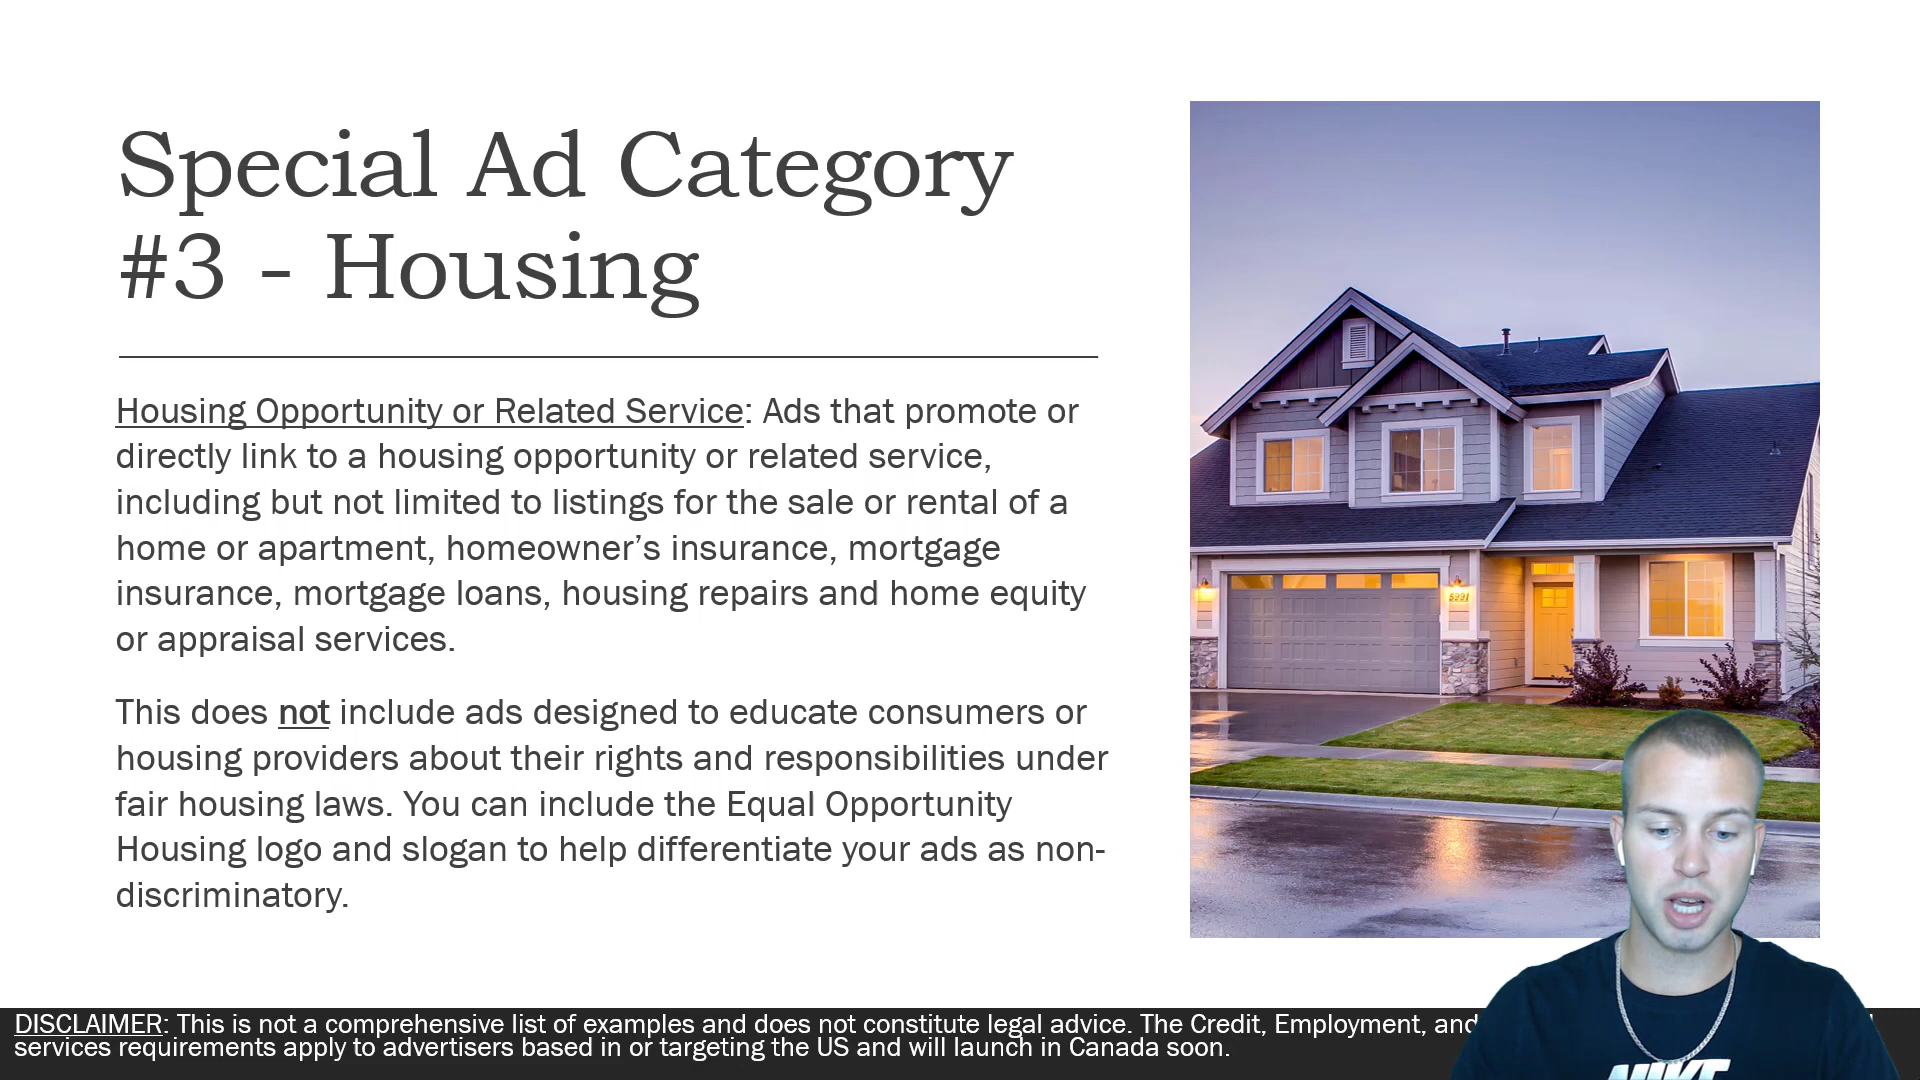 Special Ad Category
#3 - Housing
Housing Opportunity or Related Service: Ads that promote or
directly link to a housing opportunity or related service,
including but not limited to listings for the sale or rental of a
home or apartment, homeowner’s insurance, mortgage
insurance, mortgage loans, housing repairs and home equity
or appraisal services.
This does not include ads designed to educate consumers or
housing providers about their rights and responsibilities under
fair housing laws. You can include the Equal Opportunity
Housing logo and slogan to help differentiate your ads as non-
discriminatory.
5991
DISCLAIMER: This is not a comprehensive list of examples and does not constitute legal advice. The Credit, Employment, and
services requirements apply to advertisers based in or targeting the US and will launch in Canada soon.
NIKE